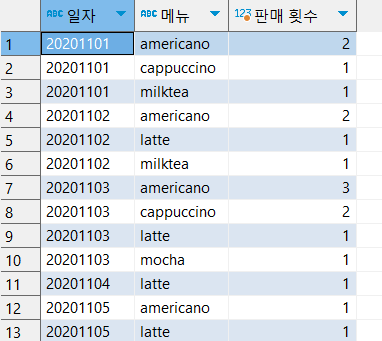 ABC 일자 ABC 메뉴 123 판매 횟수
1 20201101 americano 2
2 20201101 cappuccino 1
3 20201101 milktea 1
4 20201102 americano 2
5 20201102 latte 1
6 20201102 milktea 1
7 20201103 americano 3
8 20201103 cappuccino 2
9 20201103 latte 1
10 20201103 mocha 1
11 20201104 latte 1
12 20201105 americano 1
13 20201105 latte 1